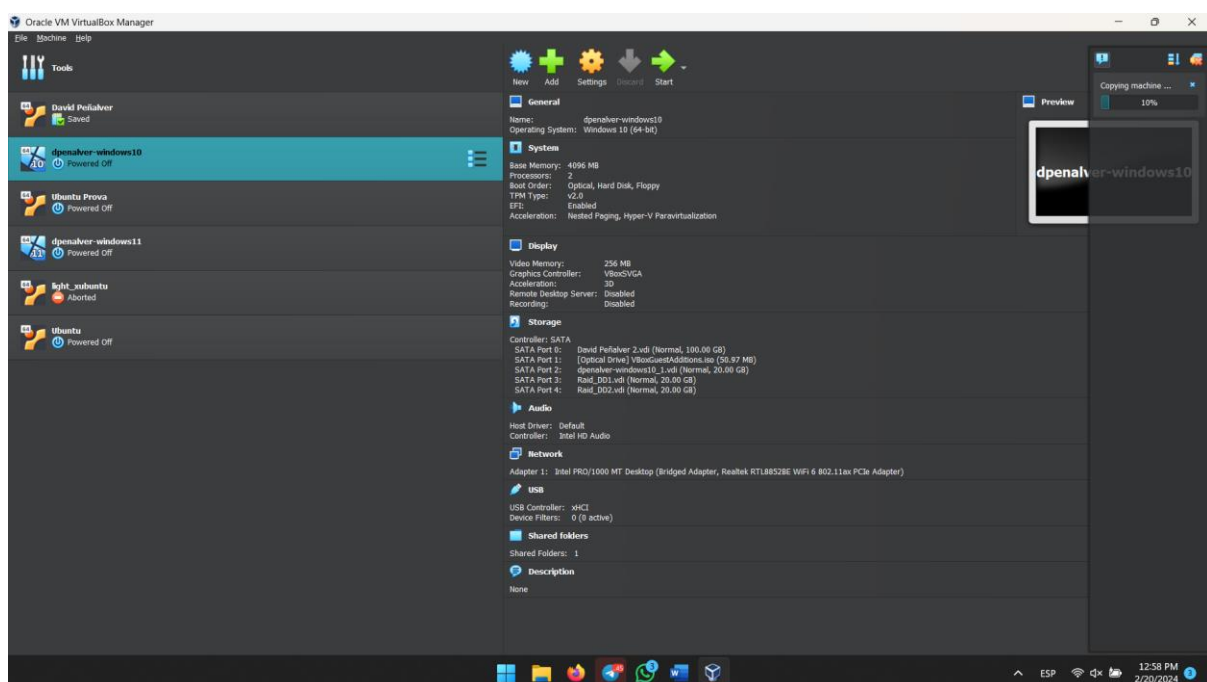 Oracle VM VirtualBox Manager
File Machine Help
Tools
New Add Settings Discard Start
Copying machine ...
10%
David Peñalver
Saved
dpenalver-windows10
Powered Off
Ubuntu Prova
Powered Off
dpenalver-windows11
Powered Off
light_xubuntu
Aborted
Ubuntu
Powered Off
General
Name: dpenalver-windows10
Operating System: Windows 10 (64-bit)
System
Base Memory: 4096 MB
Processors: 2
Boot Order: Optical, Hard Disk, Floppy
TPM Type: v2.0
EFI: Enabled
Acceleration: Nested Paging, Hyper-V Paravirtualization
Preview
dpenalver-windows10
Display
Video Memory: 256 MB
Graphics Controller: VBoxSVGA
Acceleration: 3D
Remote Desktop Server: Disabled
Recording: Disabled
Storage
Controller: SATA
SATA Port 0: David Peñalver 2.vdi (Normal, 100.00 GB)
SATA Port 1: [Optical Drive] VBoxGuestAdditions.iso (50.97 MB)
SATA Port 2: dpenalver-windows10_1.vdi (Normal, 20.00 GB)
SATA Port 3: Raid_DD1.vdi (Normal, 20.00 GB)
SATA Port 4: Raid_DD2.vdi (Normal, 20.00 GB)
Audio
Host Driver: Default
Controller: Intel HD Audio
Network
Adapter 1: Intel PRO/1000 MT Desktop (Bridged Adapter, Realtek RTL8852BE WiFi 6 802.11ax PCIe Adapter)
USB
USB Controller: xHCI
Device Filters: 0 (0 active)
Shared folders
Shared Folders: 1
Description
None
ESP
12:58 PM
2/20/2024